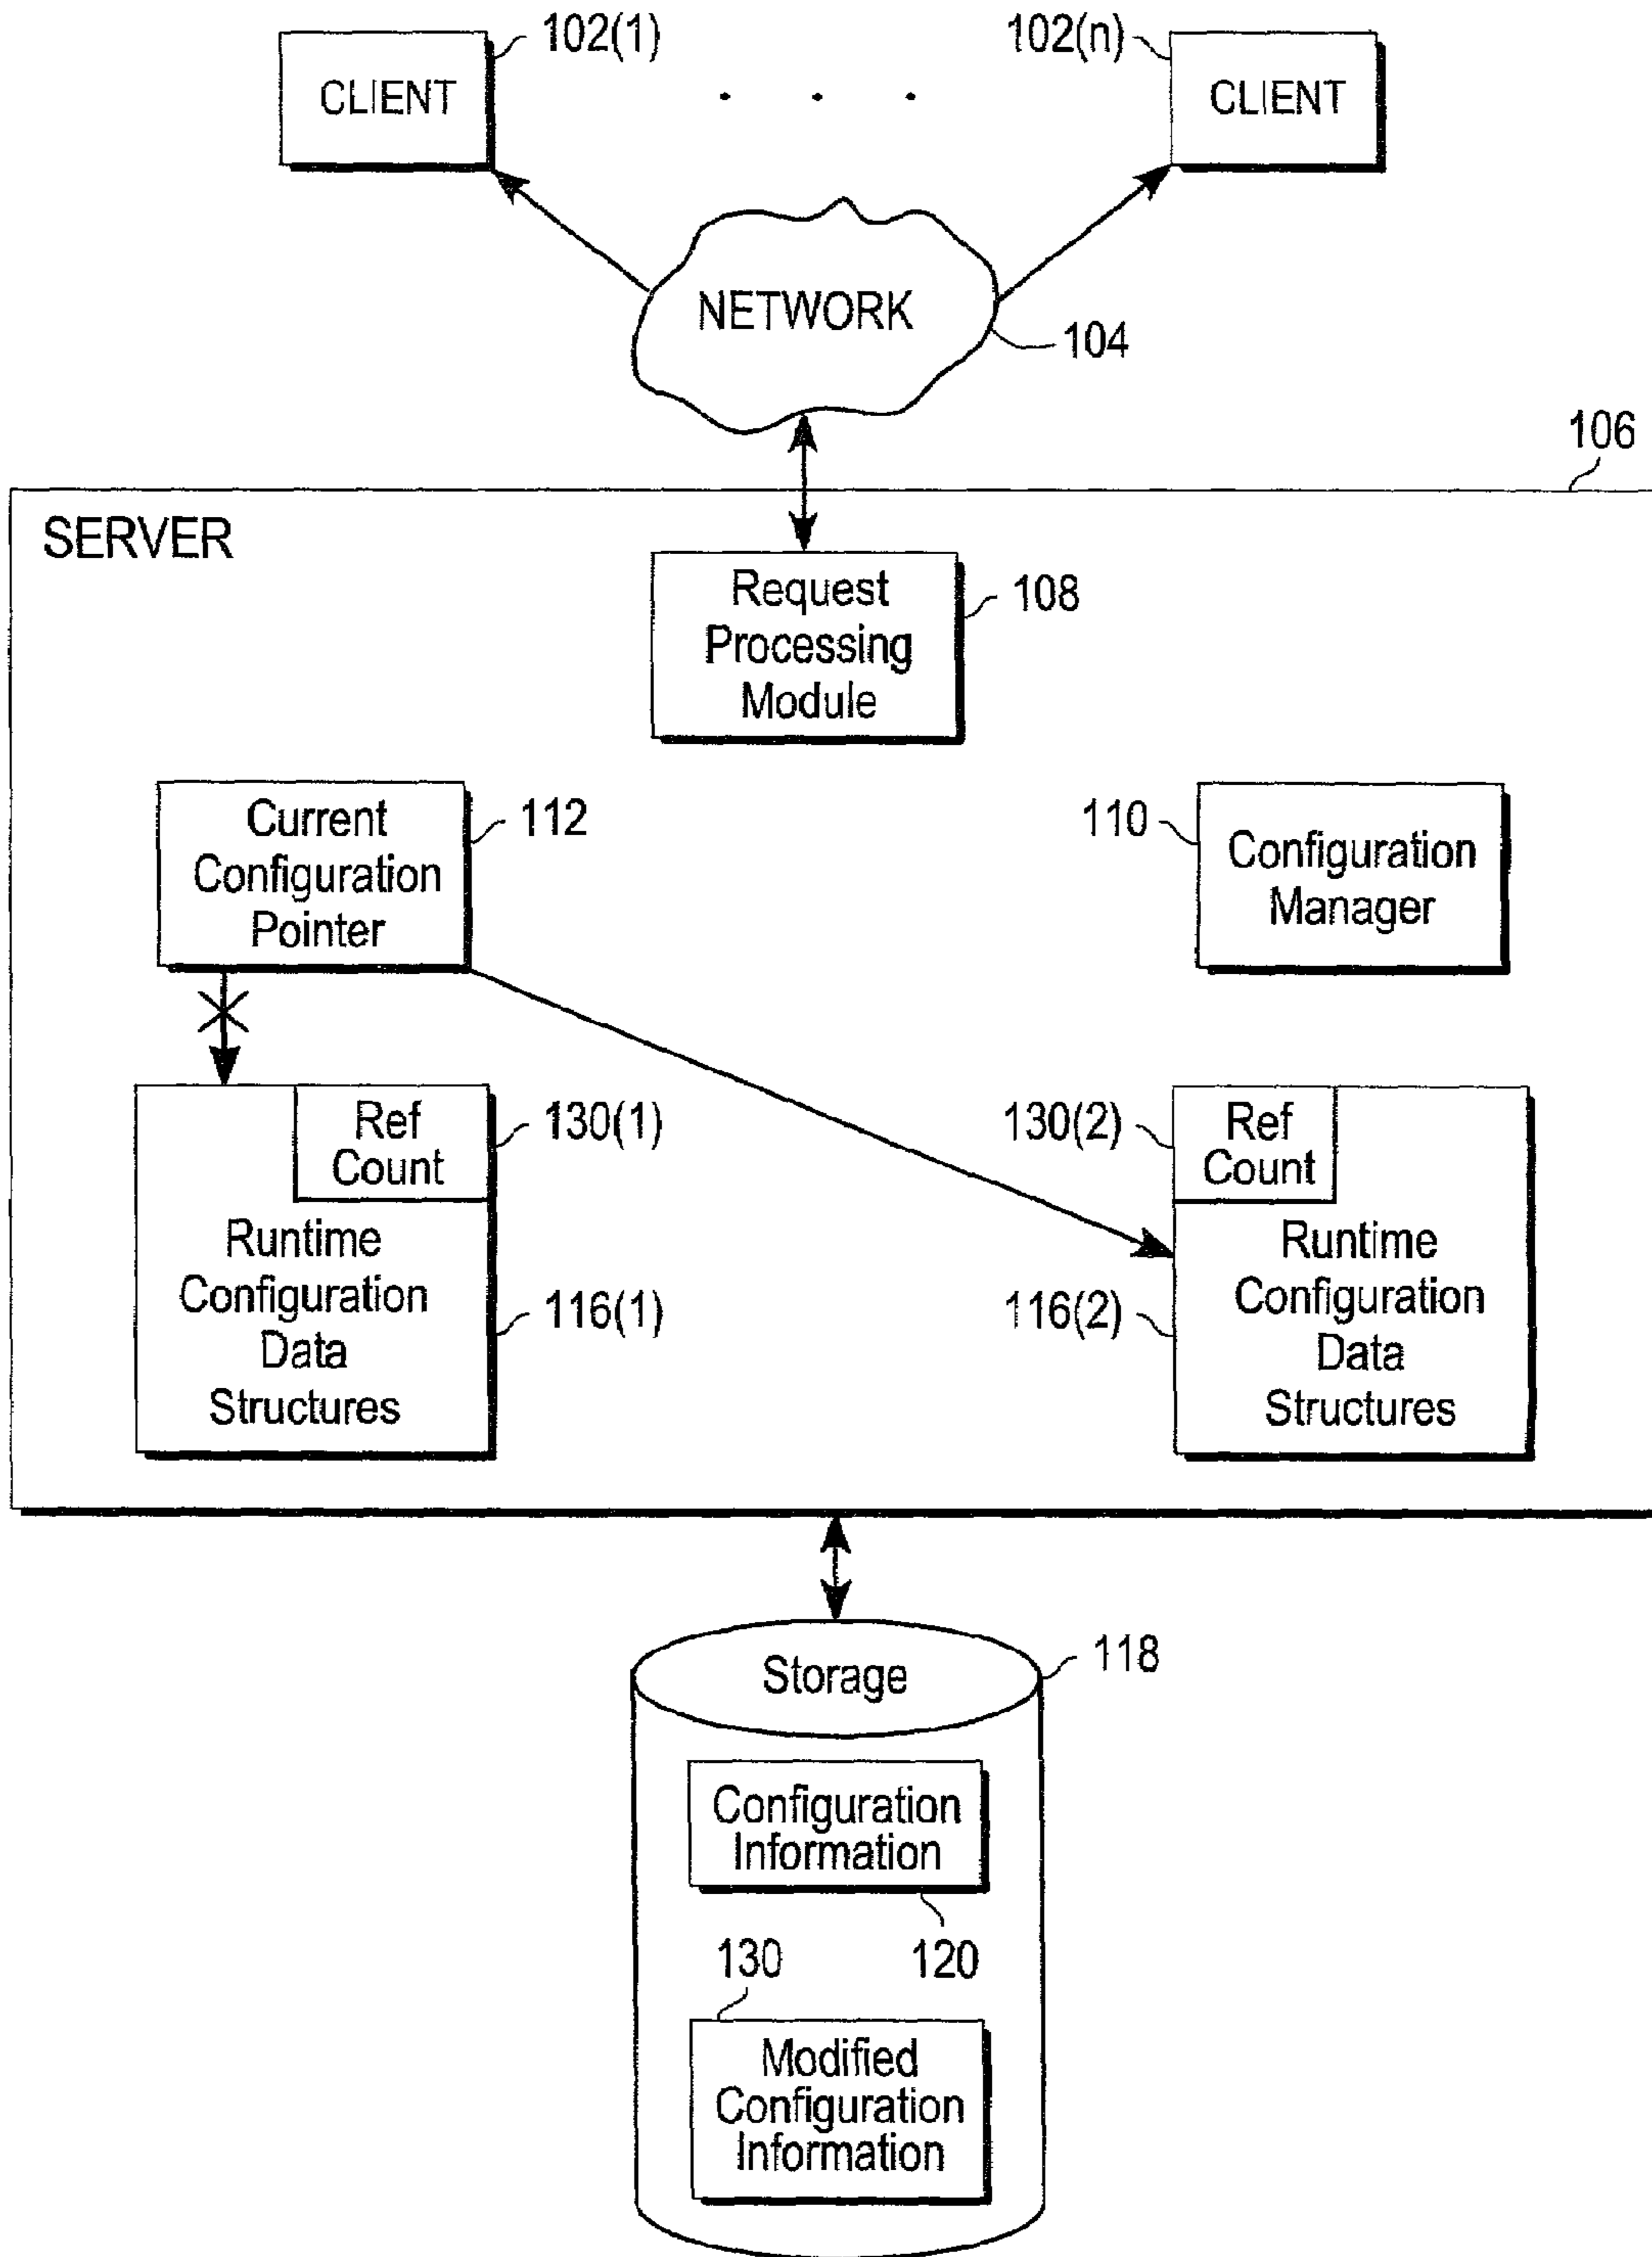 102(1)
102(n)
CLIENT
. . .
CLIENT
NETWORK
104
106
SERVER
Request
Processing
Module
108
Current
Configuration
Pointer
112
110
Configuration
Manager
Ref
Count
130(1)
130(2)
Ref
Count
Runtime
Configuration
Data
Structures
116(1)
116(2)
Runtime
Configuration
Data
Structures
Storage
118
Configuration
Information
120
130
Modified
Configuration
Information